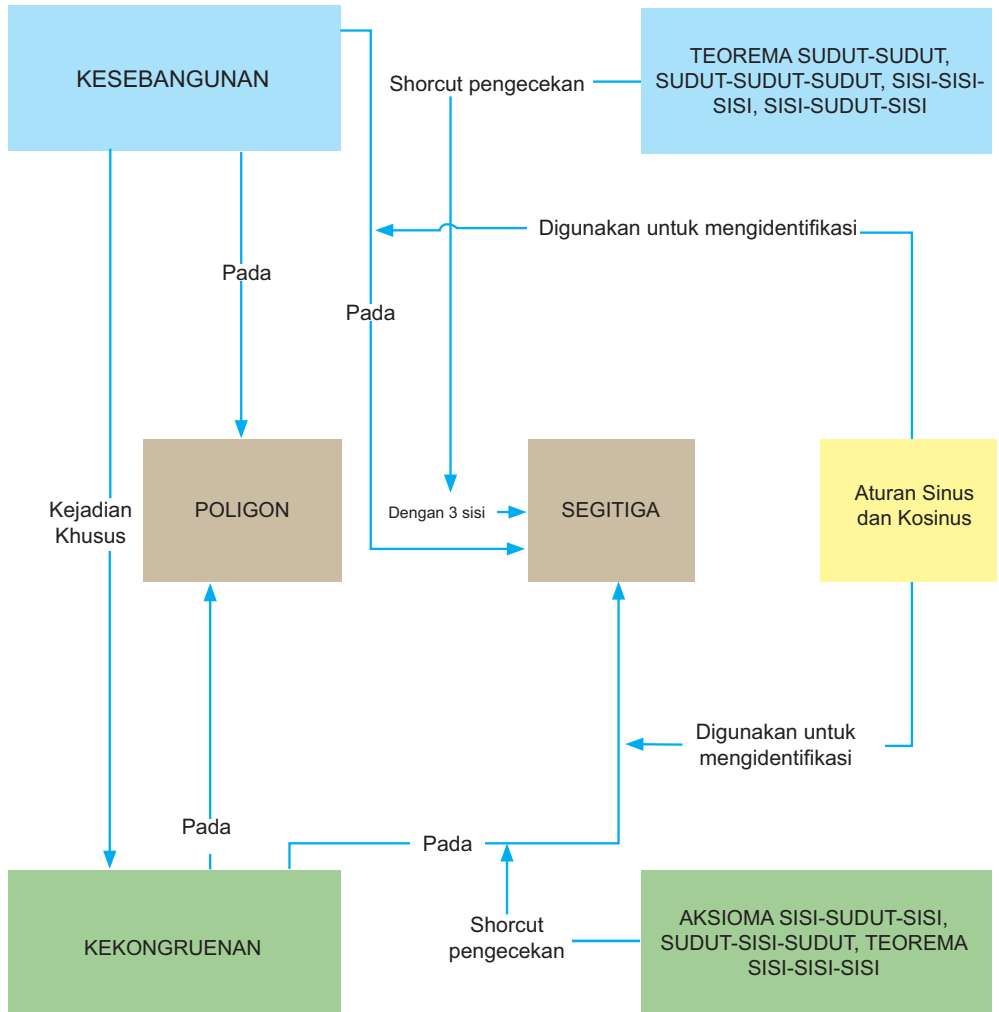 KESEBANGUNAN
Shorcut pengecekan
TEOREMA SUDUT-SUDUT,
SUDUT-SUDUT-SUDUT, SISI-SISI-
SISI, SISI-SUDUT-SISI
Digunakan untuk mengidentifikasi
Pada
Pada
Kejadian
Khusus
POLIGON
Dengan 3 sisi
SEGITIGA
Aturan Sinus
dan Kosinus
Digunakan untuk
mengidentifikasi
Pada
Pada
KEKONGRUENAN
Shorcut
pengecekan
AKSIOMA SISI-SUDUT-SISI,
SUDUT-SISI-SUDUT, TEOREMA
SISI-SISI-SISI